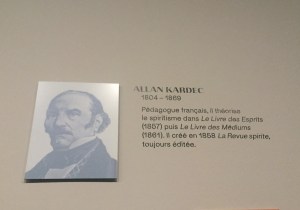 ALLAN KARDEC
1804 - 1869
Pédagogue français, il théorise
le spiritisme dans Le Livre des Esprits
(1857) puis Le Livre des Médiums
(1861). Il créé en 1858 La Revue spirite,
toujours éditée.